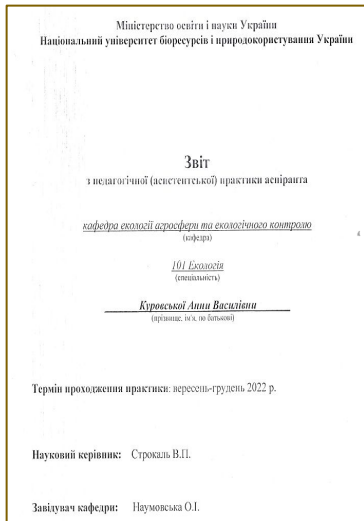 Міністерство освіти і науки України
Національний університет біоресурсів і природокористування України
Звіт
з педагогічної (асистентської) практики аспіранта
кафедра екології агросфери та екологічного контролю
(кафедра)
101 Екологія
(спеціальність)
Куровської Анни Василівни
(прізвище, ім'я, по батькові)
Термін проходження практики: вересень-грудень 2022 р.
Науковий керівник: Строкаль В.П.
Завідувач кафедри: Наумовська О.І.